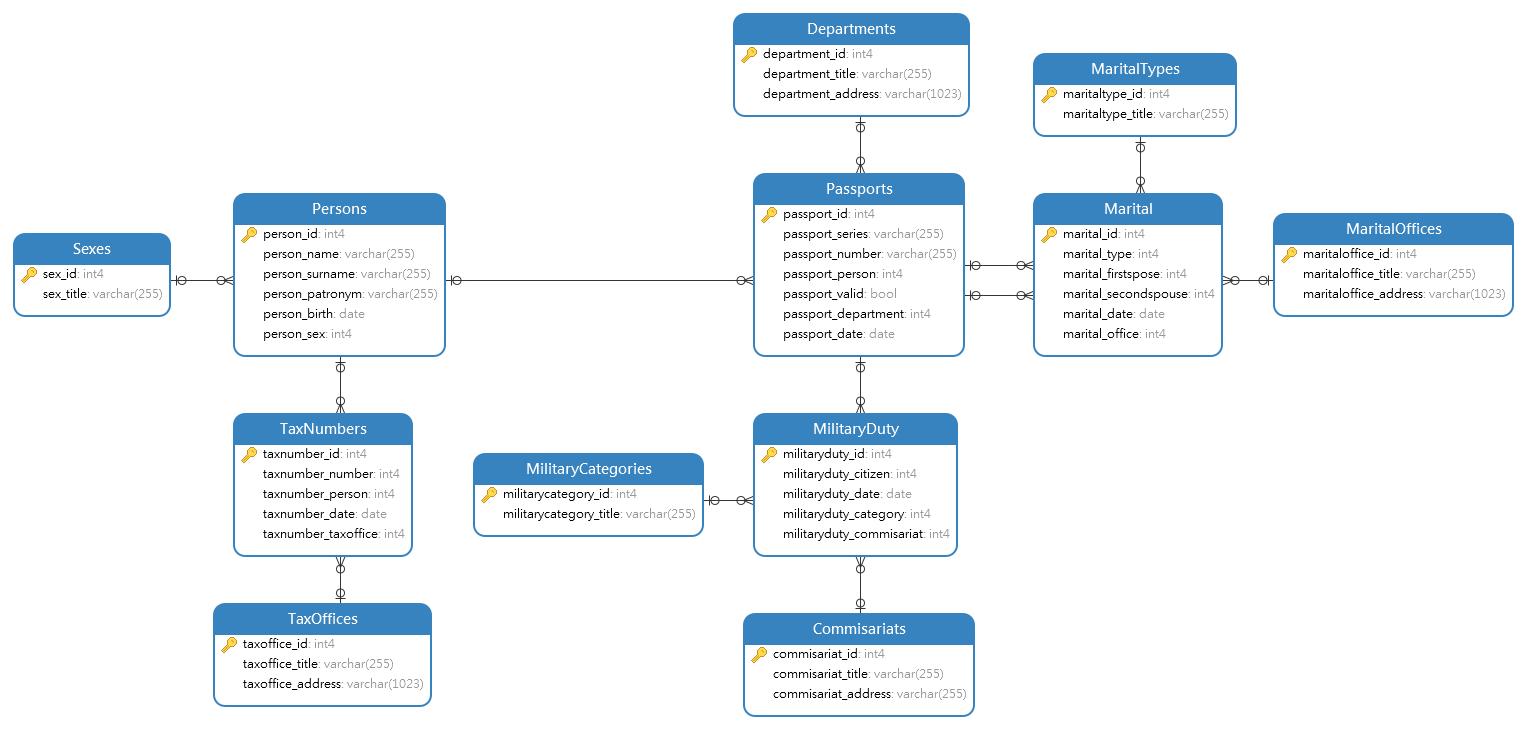 Departments
department_id: int4
department_title: varchar(255)
department_address: varchar(1023)
MaritalTypes
maritaltype_id: int4
maritaltype_title: varchar(255)
Sexes
sex_id: int4
sex_title: varchar(255)
Persons
person_id: int4
person_name: varchar(255)
person_surname: varchar(255)
person_patronym: varchar(255)
person_birth: date
person_sex: int4
Passports
passport_id: int4
passport_series: varchar(255)
passport_number: varchar(255)
passport_person: int4
passport_valid: bool
passport_department: int4
passport_date: date
Marital
marital_id: int4
marital_type: int4
marital_firstspose: int4
marital_secondspouse: int4
marital_date: date
marital_office: int4
MaritalOffices
maritaloffice_id: int4
maritaloffice_title: varchar(255)
maritaloffice_address: varchar(1023)
TaxNumbers
taxnumber_id: int4
taxnumber_number: int4
taxnumber_person: int4
taxnumber_date: date
taxnumber_taxoffice: int4
MilitaryCategories
militarycategory_id: int4
militarycategory_title: varchar(255)
MilitaryDuty
militaryduty_id: int4
militaryduty_citizen: int4
militaryduty_date: date
militaryduty_category: int4
militaryduty_commisariat: int4
TaxOffices
taxoffice_id: int4
taxoffice_title: varchar(255)
taxoffice_address: varchar(1023)
Commisariats
commisariat_id: int4
commisariat_title: varchar(255)
commisariat_address: varchar(255)